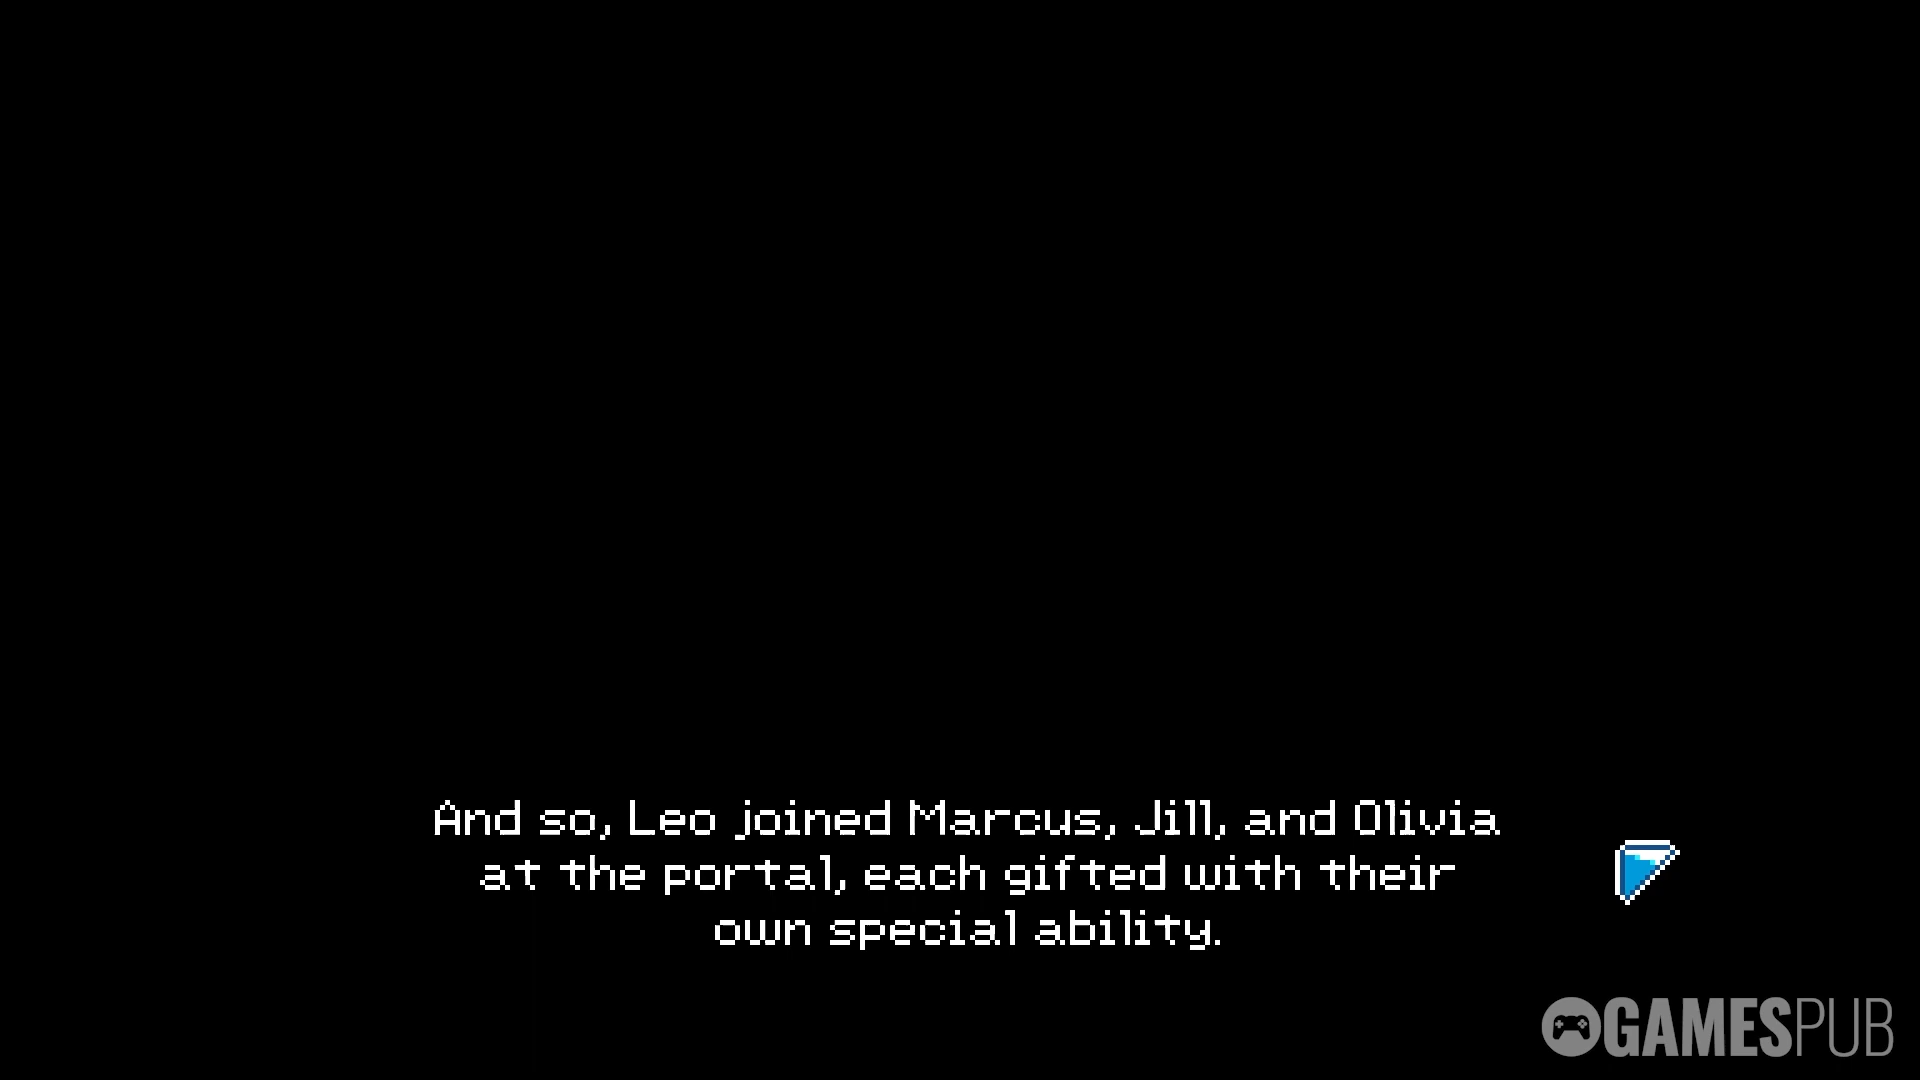 And so, Leo joined Marcus, Jill, and Olivia
at the portal, each gifted with their
own special ability.
GAMESPUB